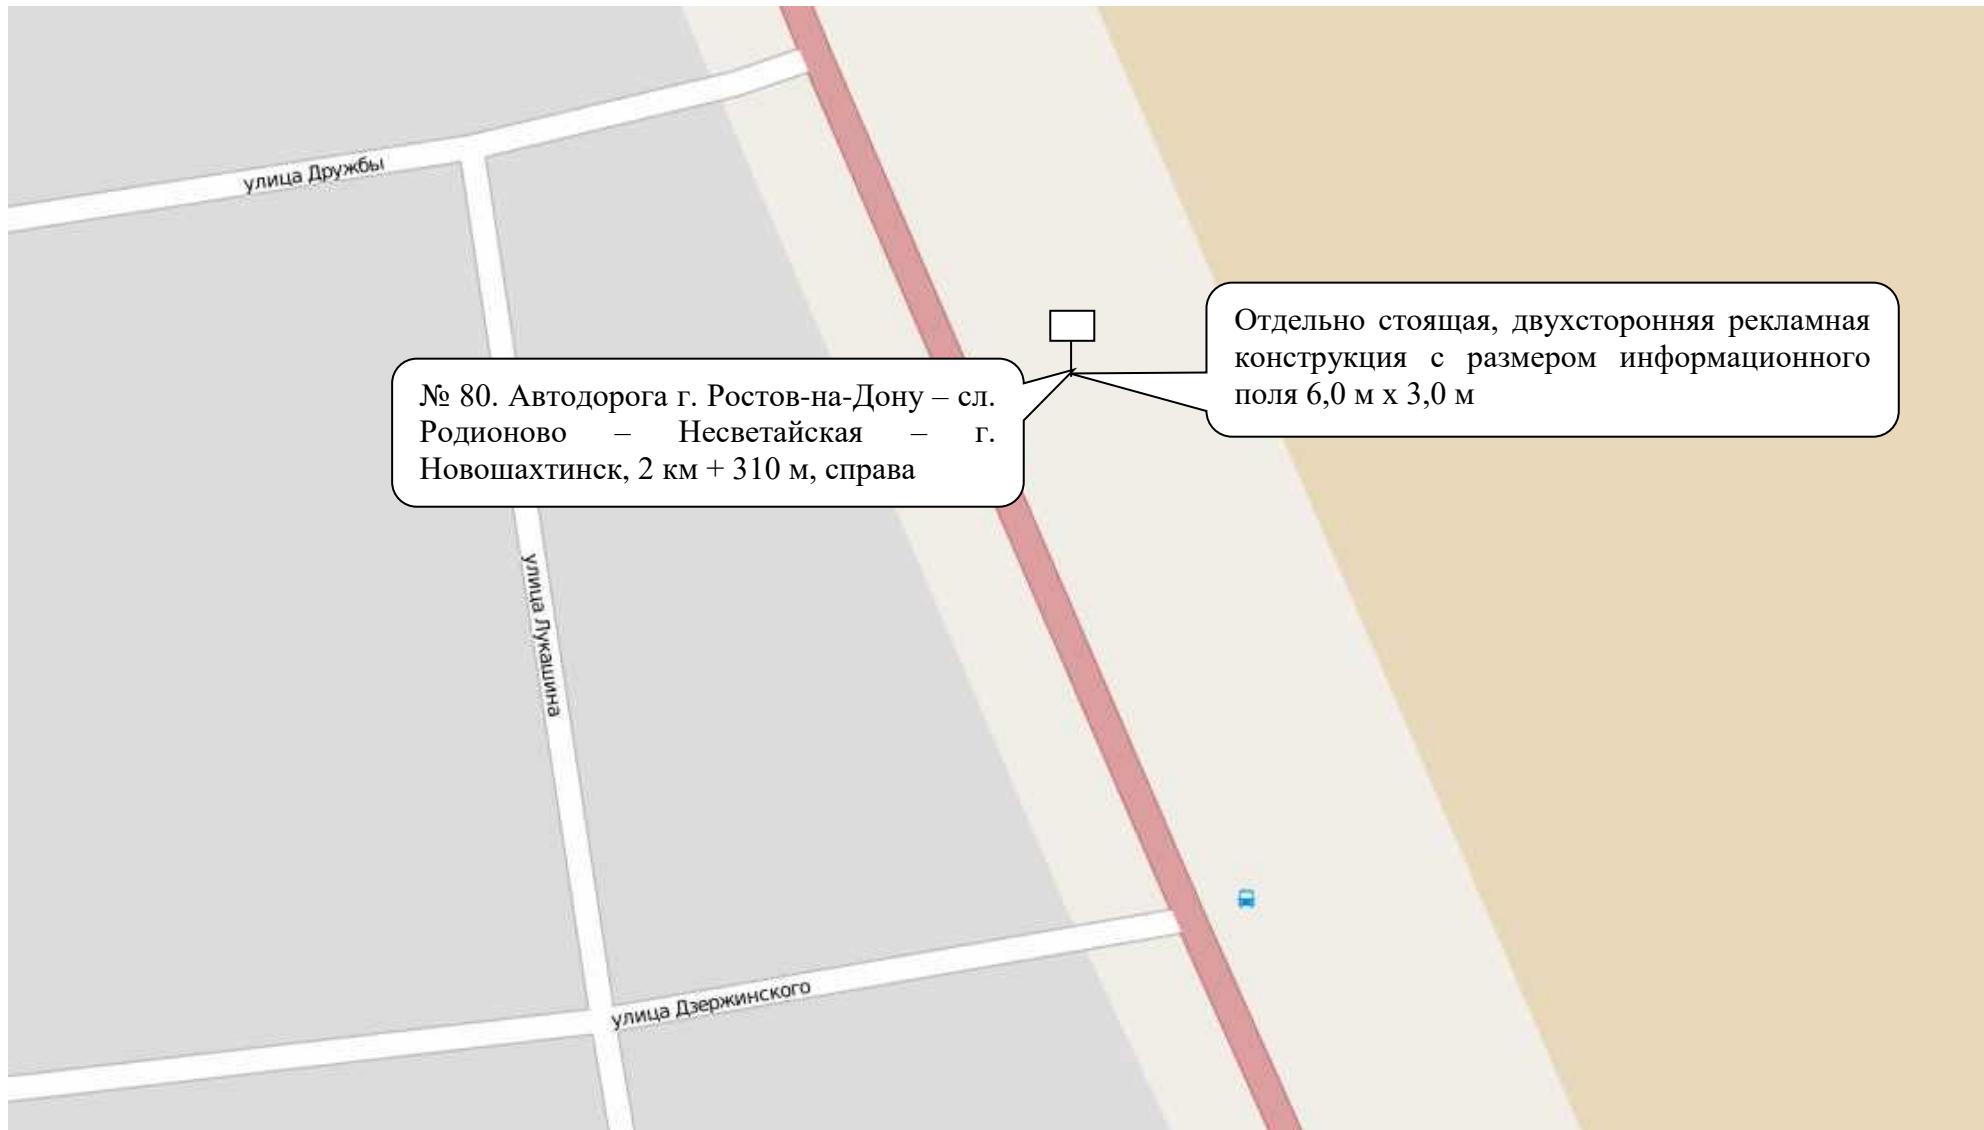 улица Дружбы
Отдельно стоящая, двухсторонняя рекламная
конструкция с размером информационного
поля 6,0 м х 3,0 м
№ 80. Автодорога г. Ростов-на-Дону – сл.
Родионово – Несветайская – г.
Новошахтинск, 2 км + 310 м, справа
улица Лукашина
улица Дзержинского